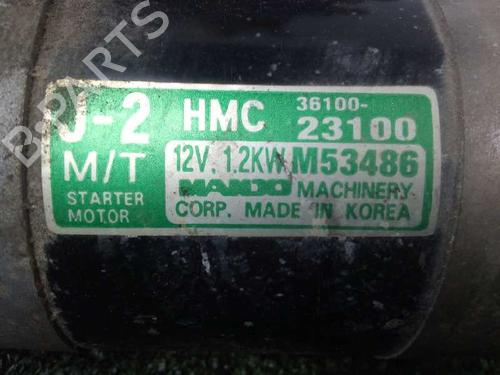 B-PARTS
J-2 HMC 36100-
23100
M/T 12V, 1.2KW M53486
STARTER MANDO MACHINERY
MOTOR CORP. MADE IN KOREA